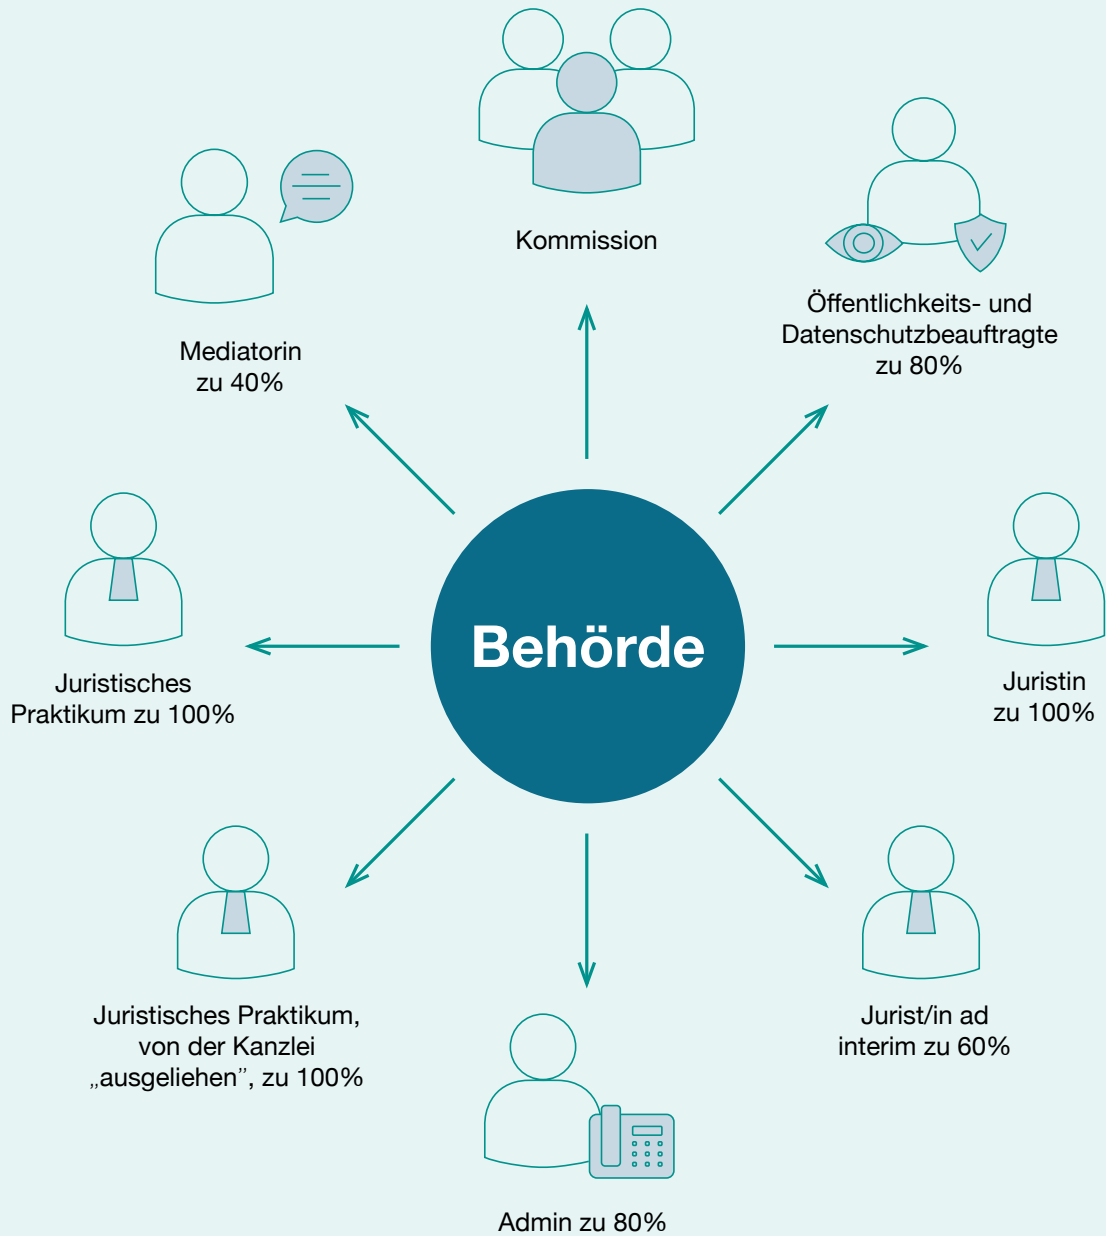 Kommission
Öffentlichkeits- und
Datenschutzbeauftragte
zu 80%
Mediatorin
zu 40%
Behörde
Juristisches
Praktikum zu 100%
Juristin
zu 100%
Juristisches Praktikum,
von der Kanzlei
„ausgeliehen”, zu 100%
Jurist/in ad
interim zu 60%
Admin zu 80%